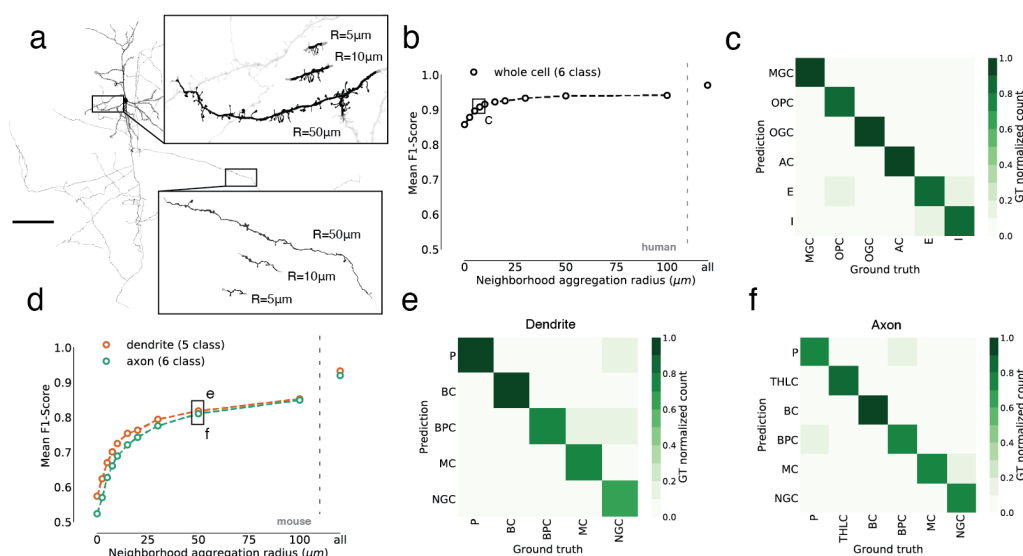 a
R=5μm
R=10μm
R=50μm
R=50μm
R=10μm
R=5μm
b
whole cell (6 class)
Mean F1-Score
1.0
0.9
0.8
0.7
0.6
0.5
C
human
0 25 50 75 100 all
Neighborhood aggregation radius (μm)
c
Prediction
MGC
OPC
OGC
AC
E
I
MGC OPC OGC AC E I
Ground truth
1.0
0.8
0.6
0.4
0.2
0.0
GT normalized count
d
dendrite (5 class)
axon (6 class)
Mean F1-Score
1.0
0.9
0.8
0.7
0.6
0.5
e
f
mouse
0 25 50 75 100 all
Neighborhood aggregation radius (μm)
e
Dendrite
Prediction
P
BC
BPC
MC
NGC
P BC BPC MC NGC
Ground truth
1.0
0.8
0.6
0.4
0.2
0.0
GT normalized count
f
Axon
Prediction
P
THLC
BC
BPC
MC
NGC
P THLC BC BPC MC NGC
Ground truth
1.0
0.8
0.6
0.4
0.2
0.0
GT normalized count